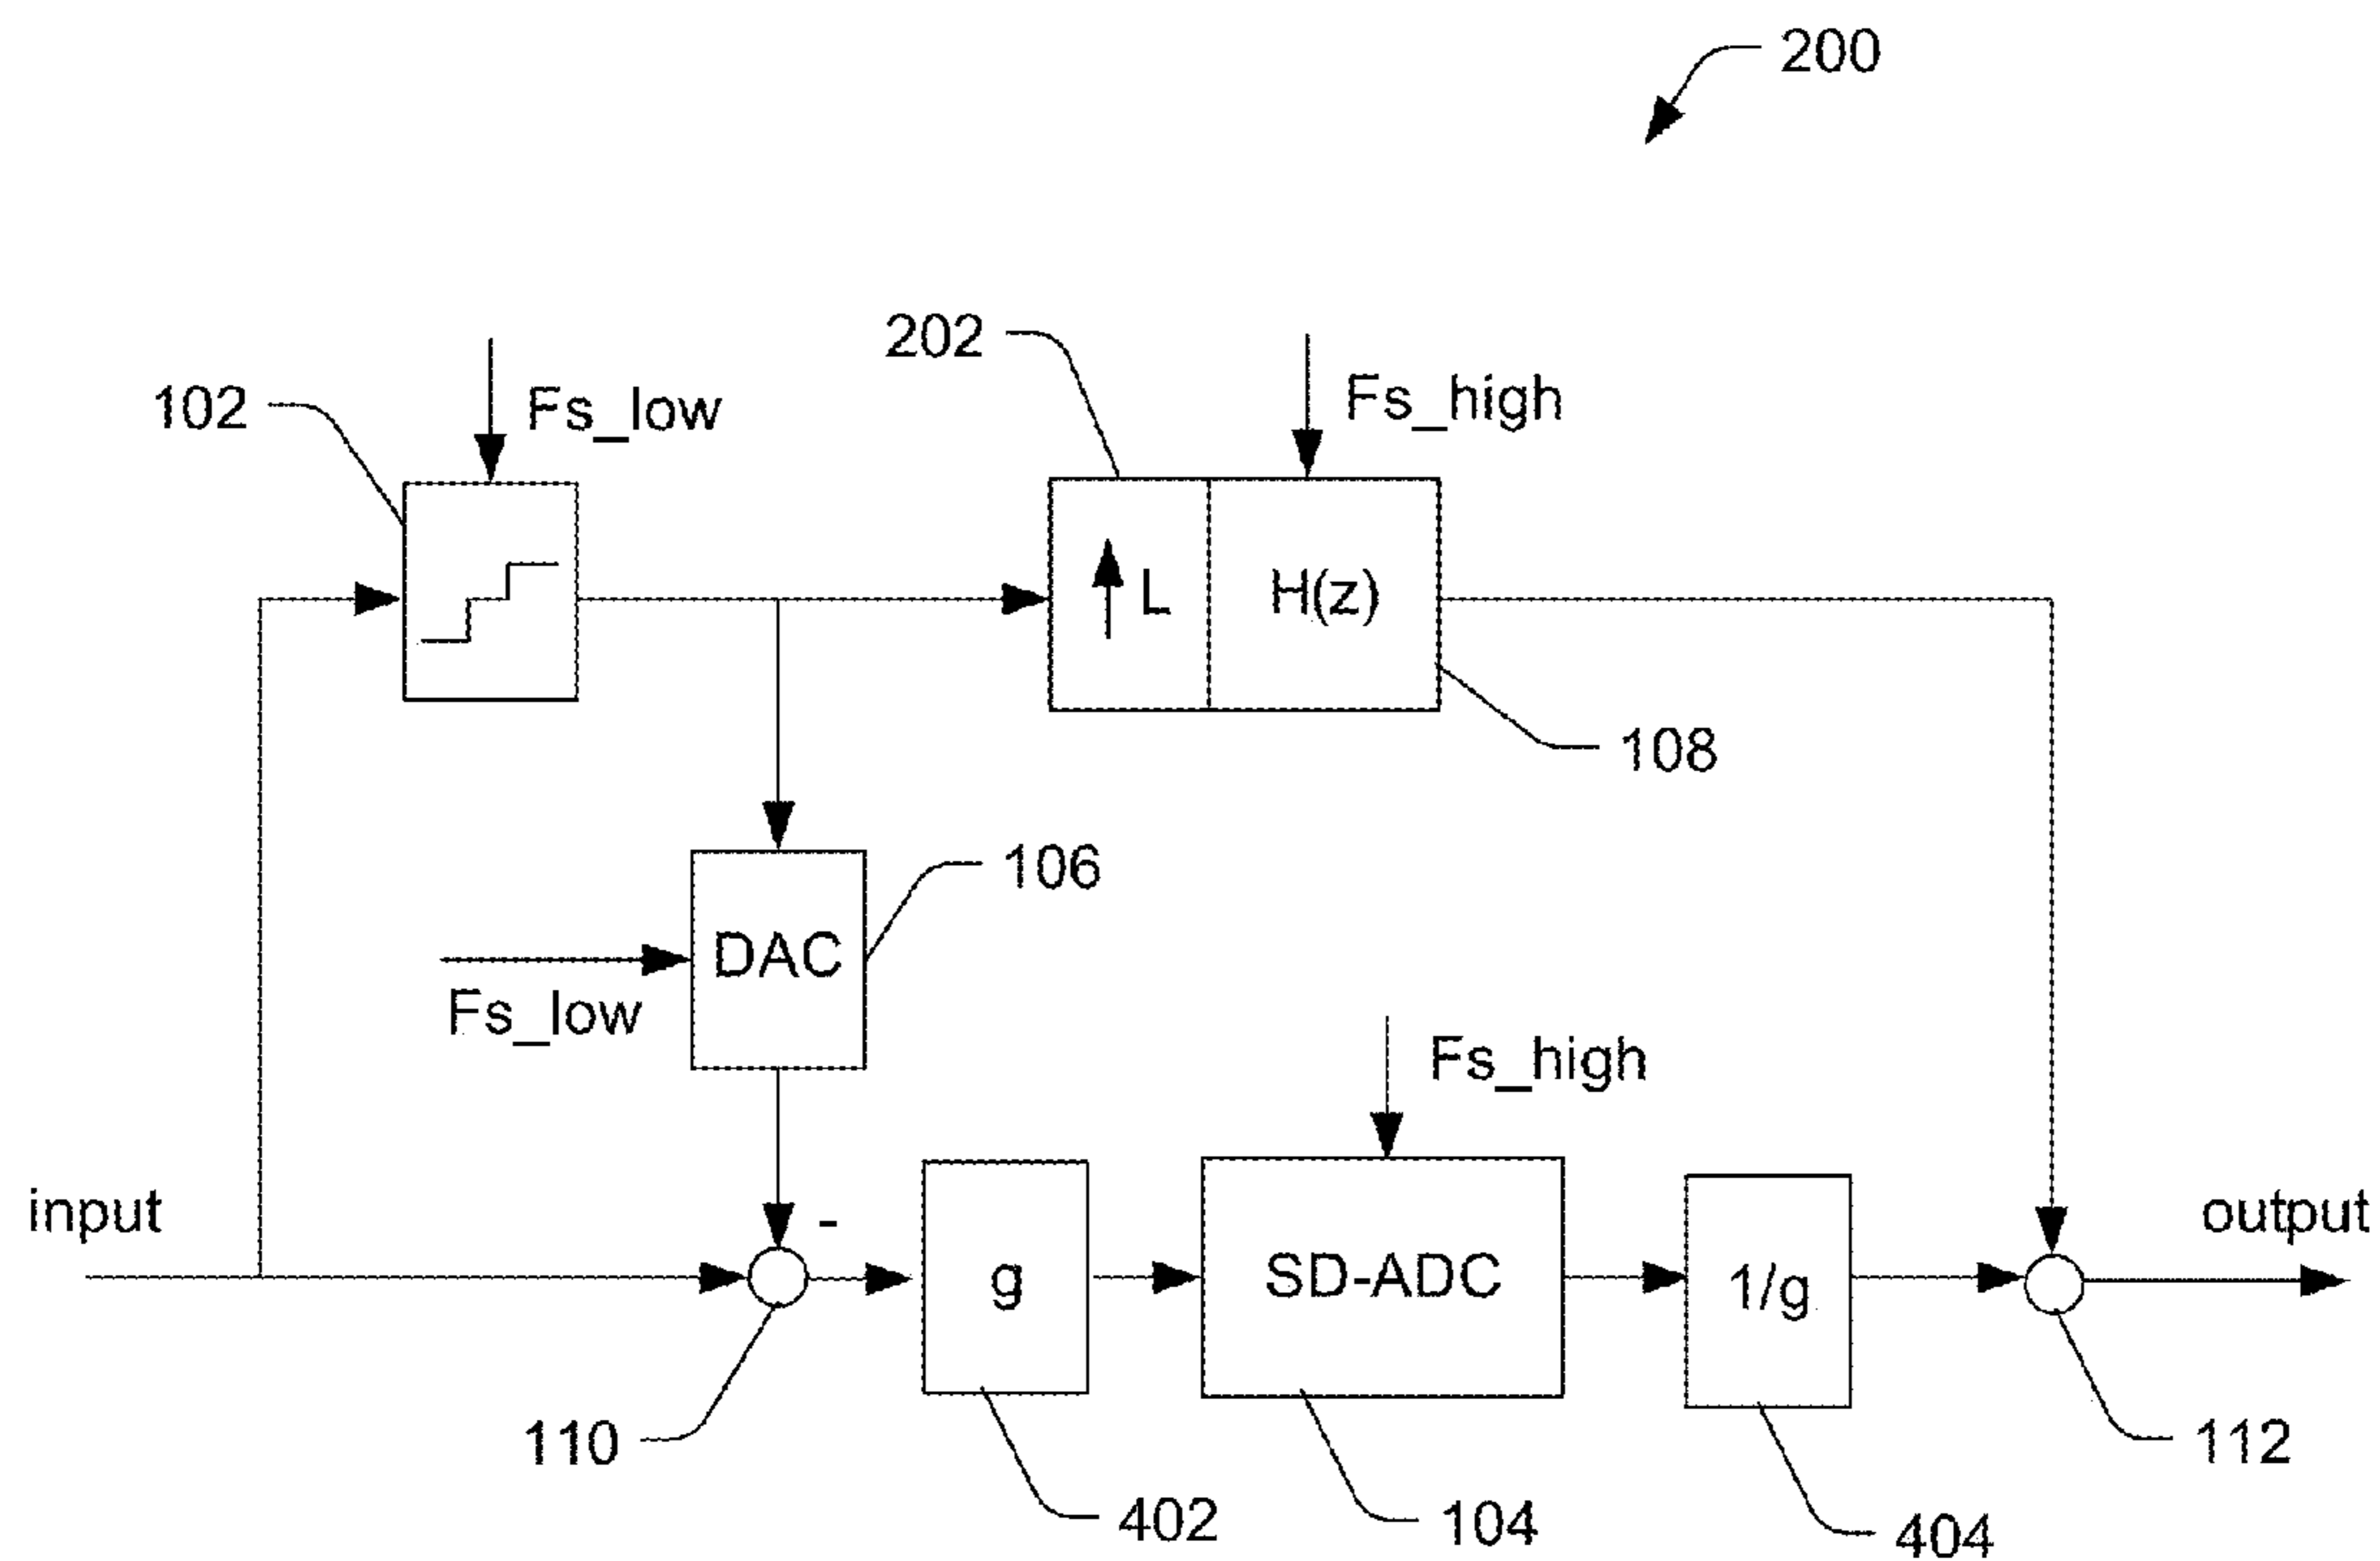 200
202
Fs_high
102
Fs_low
L
H(z)
108
106
DAC
Fs_low
Fs_high
input
-
g
SD-ADC
1/g
output
110
112
402
104
404